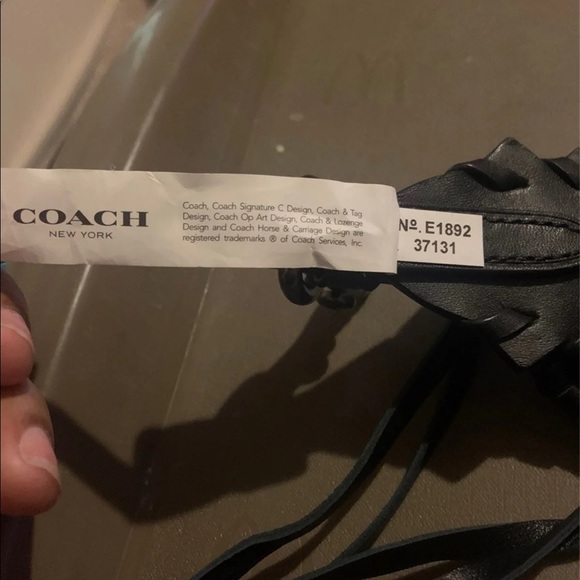 COACH
NEW YORK
Coach, Coach Signature C Design, Coach & Tag
Design, Coach Op Art Design, Coach & Lozenge
Design and Coach Horse & Carriage Design are
registered trademarks ® of Coach Services, Inc.
Nº. E1892
37131